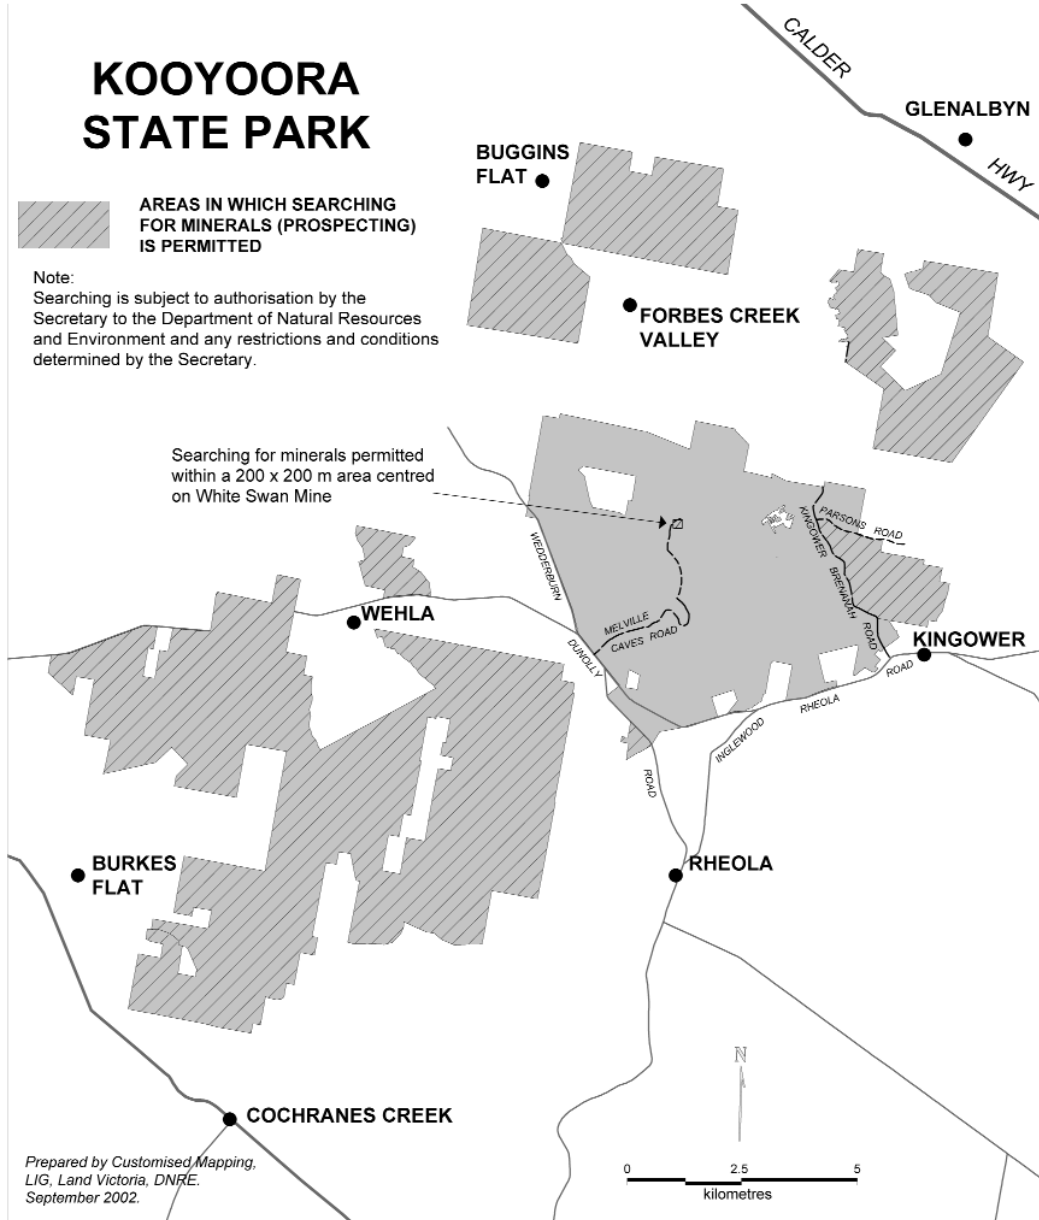 KOOYOORA
STATE PARK
CALDER
HWY
GLENALBYN
BUGGINS
FLAT
AREAS IN WHICH SEARCHING
FOR MINERALS (PROSPECTING)
IS PERMITTED
Note:
Searching is subject to authorisation by the
Secretary to the Department of Natural Resources
and Environment and any restrictions and conditions
determined by the Secretary.
FORBES CREEK
VALLEY
Searching for minerals permitted
within a 200 x 200 m area centred
on White Swan Mine
PARSONS ROAD
KINGOWER
BRENANAH
ROAD
WEDDERBURN
DUNOLLY
ROAD
MELVILLE
CAVES ROAD
WEHLA
KINGOWER
INGLEWOOD
RHEOLA
ROAD
BURKES
FLAT
RHEOLA
N
COCHRANES CREEK
Prepared by Customised Mapping,
LIG, Land Victoria, DNRE.
September 2002.
0 2.5 5
kilometres